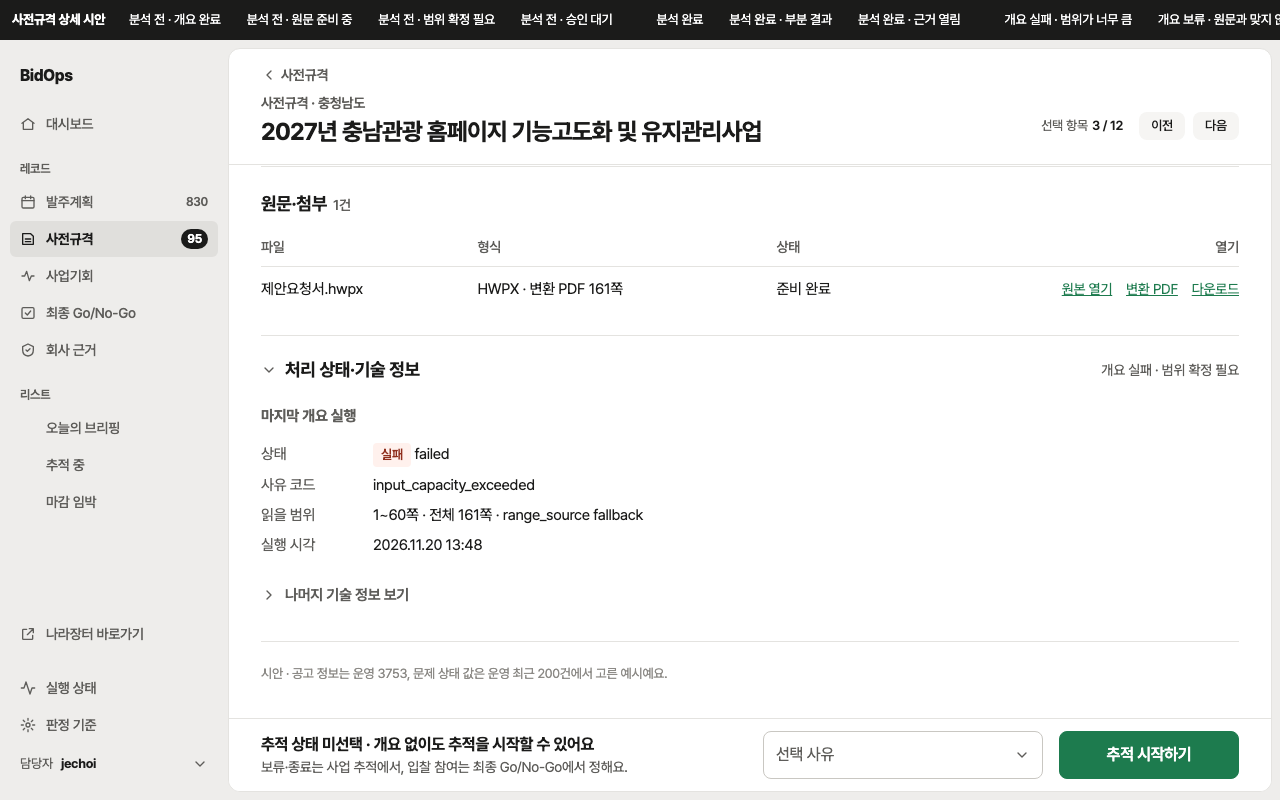 사전규격 상세 시안 분석 전 · 개요 완료 분석 전 · 원문 준비 중 분석 전 · 범위 확정 필요 분석 전 · 승인 대기 분석 완료 분석 완료 · 부분 결과 분석 완료 · 근거 열림 개요 실패 · 범위가 너무 큼 개요 보류 · 원문과 맞지
BidOps
대시보드
레코드
발주계획 830
사전규격 95
사업기회
최종 Go/No-Go
회사 근거
리스트
오늘의 브리핑
추적 중
마감 임박
나라장터 바로가기
실행 상태
판정 기준
담당자 jechoi
사전규격
사전규격 · 충청남도
2027년 충남관광 홈페이지 기능고도화 및 유지관리사업
선택 항목 3 / 12 이전 다음
원문·첨부 1건
파일 형식 상태 열기
제안요청서.hwpx HWPX · 변환 PDF 161쪽 준비 완료 원본 열기 변환 PDF 다운로드
처리 상태·기술 정보 개요 실패 · 범위 확정 필요
마지막 개요 실행
상태 실패 failed
사유 코드 input_capacity_exceeded
읽을 범위 1~60쪽 · 전체 161쪽 · range_source fallback
실행 시각 2026.11.20 13:48
나머지 기술 정보 보기
시안 · 공고 정보는 운영 3753, 문제 상태 값은 운영 최근 200건에서 고른 예시예요.
추적 상태 미선택 · 개요 없이도 추적을 시작할 수 있어요
보류·종료는 사업 추적에서, 입찰 참여는 최종 Go/No-Go에서 정해요.
선택 사유
추적 시작하기